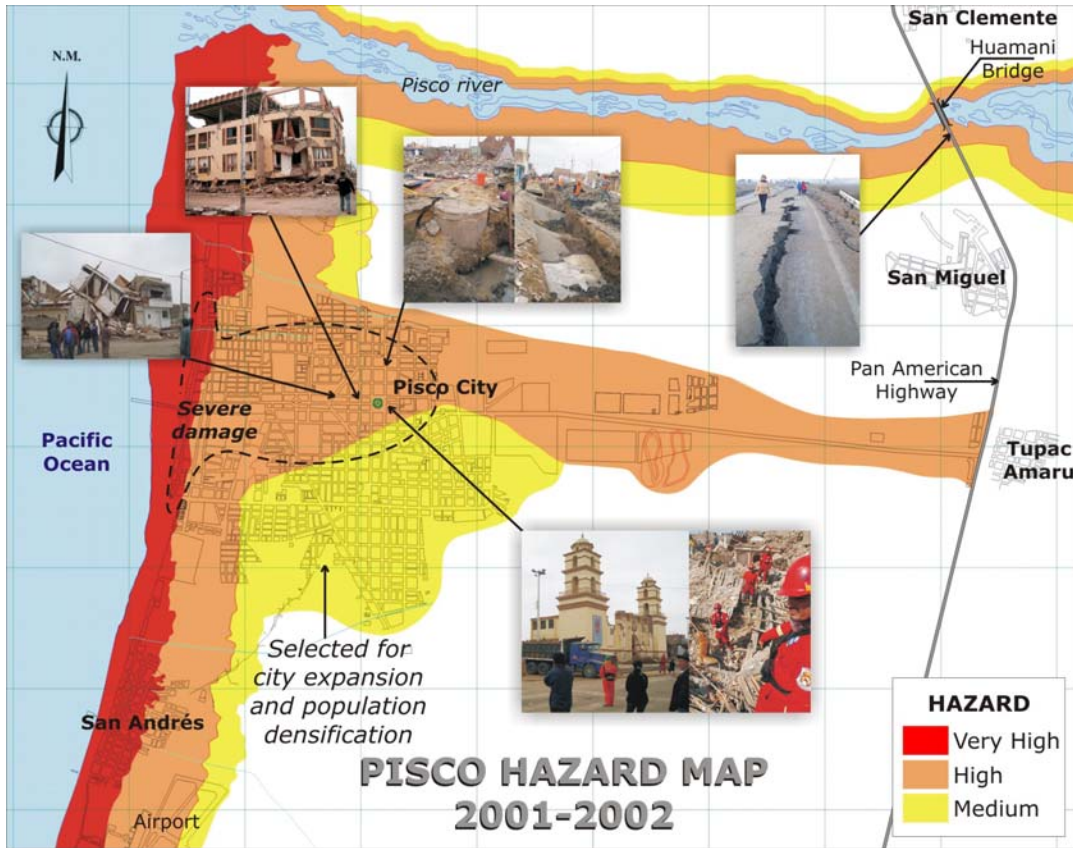 San Clemente
Huamani
Bridge
N.M.
Pisco river
San Miguel
Pan American
Highway
Pisco City
Severe
damage
Pacific
Ocean
Tupac
Amaru
Selected for
city expansion
and population
densification
San Andrés
Airport
PISCO HAZARD MAP
2001-2002
HAZARD
Very High
High
Medium